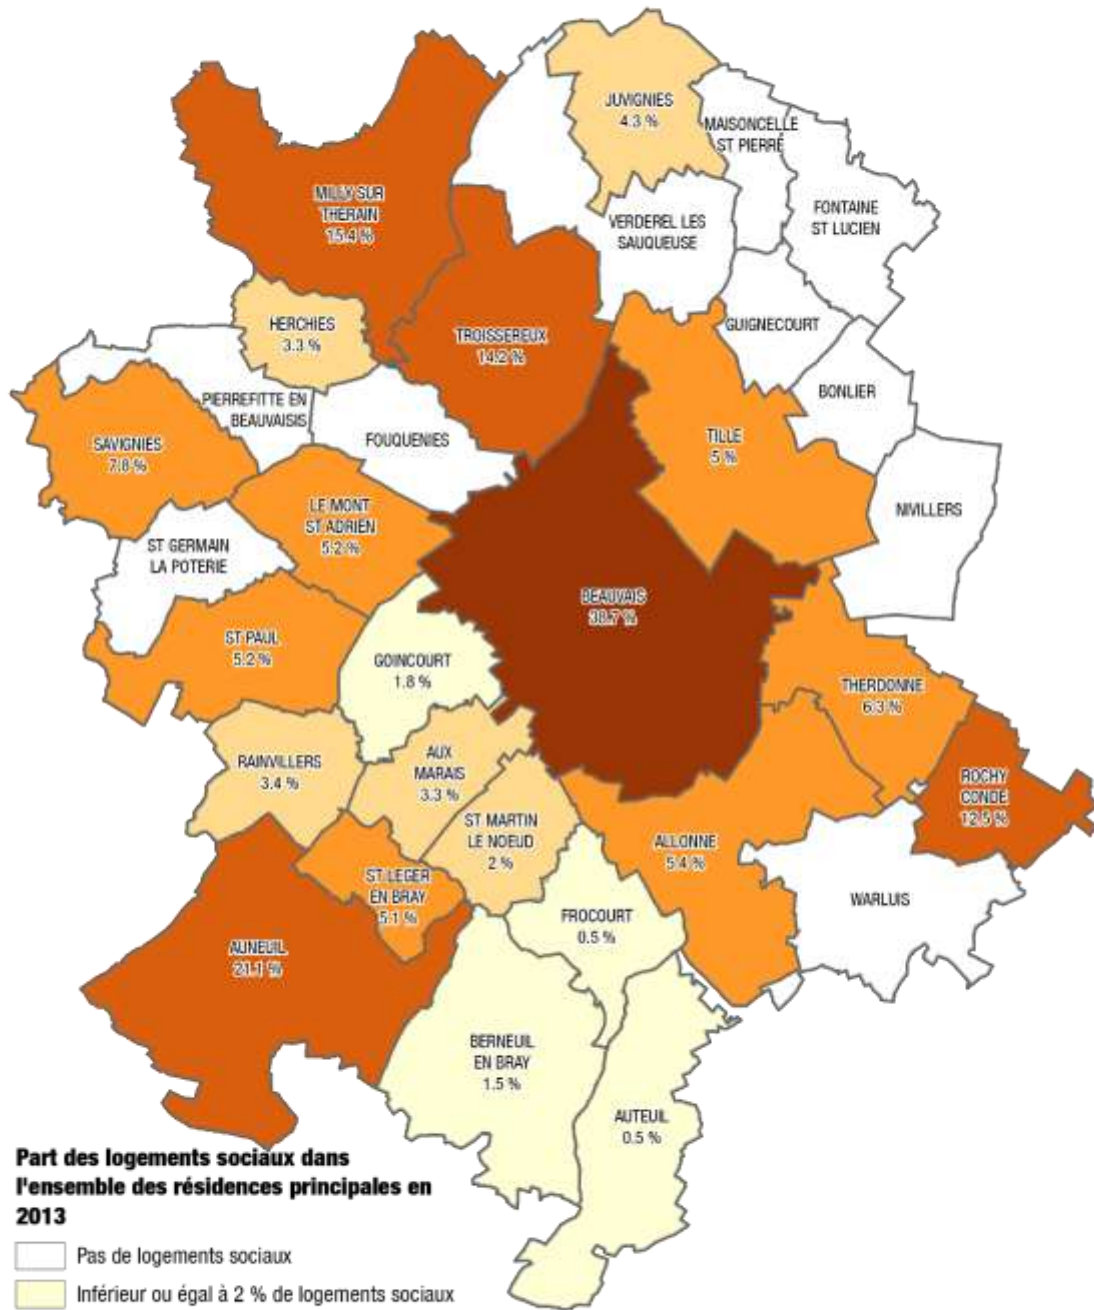 JUVIGNIES
4.3 %
MAISONCELLE
ST PIERRE
MILLY SUR
THERAIN
15.4 %
VERDEREL LES
SAUQUEUSE
FONTAINE
ST LUCIEN
HERCHIES
3.3 %
TROISSEREUX
14.2 %
GUIGNECOURT
BONLIER
PIERREFITTE EN
BEAUVAISIS
SAVIGNIES
7.8 %
FOUQUENIES
TILLE
5 %
LE MONT
ST ADRIEN
5.2 %
NIVILLERS
ST GERMAIN
LA POTERIE
BEAUVAIS
38.7 %
ST PAUL
5.2 %
GOINCOURT
1.8 %
THERDONNE
6.3 %
RAINVILLERS
3.4 %
AUX
MARAIS
3.3 %
ROCHY
CONDE
12.5 %
ST MARTIN
LE NOEUD
2 %
ALLONNE
5.4 %
ST LEGER
EN BRAY
5.1 %
WARLUIS
FROCOURT
0.5 %
AUNEUIL
21.1 %
BERNEUIL
EN BRAY
1.5 %
AUTEUIL
0.5 %
Part des logements sociaux dans
l'ensemble des résidences principales en
2013
Pas de logements sociaux
Inférieur ou égal à 2 % de logements sociaux